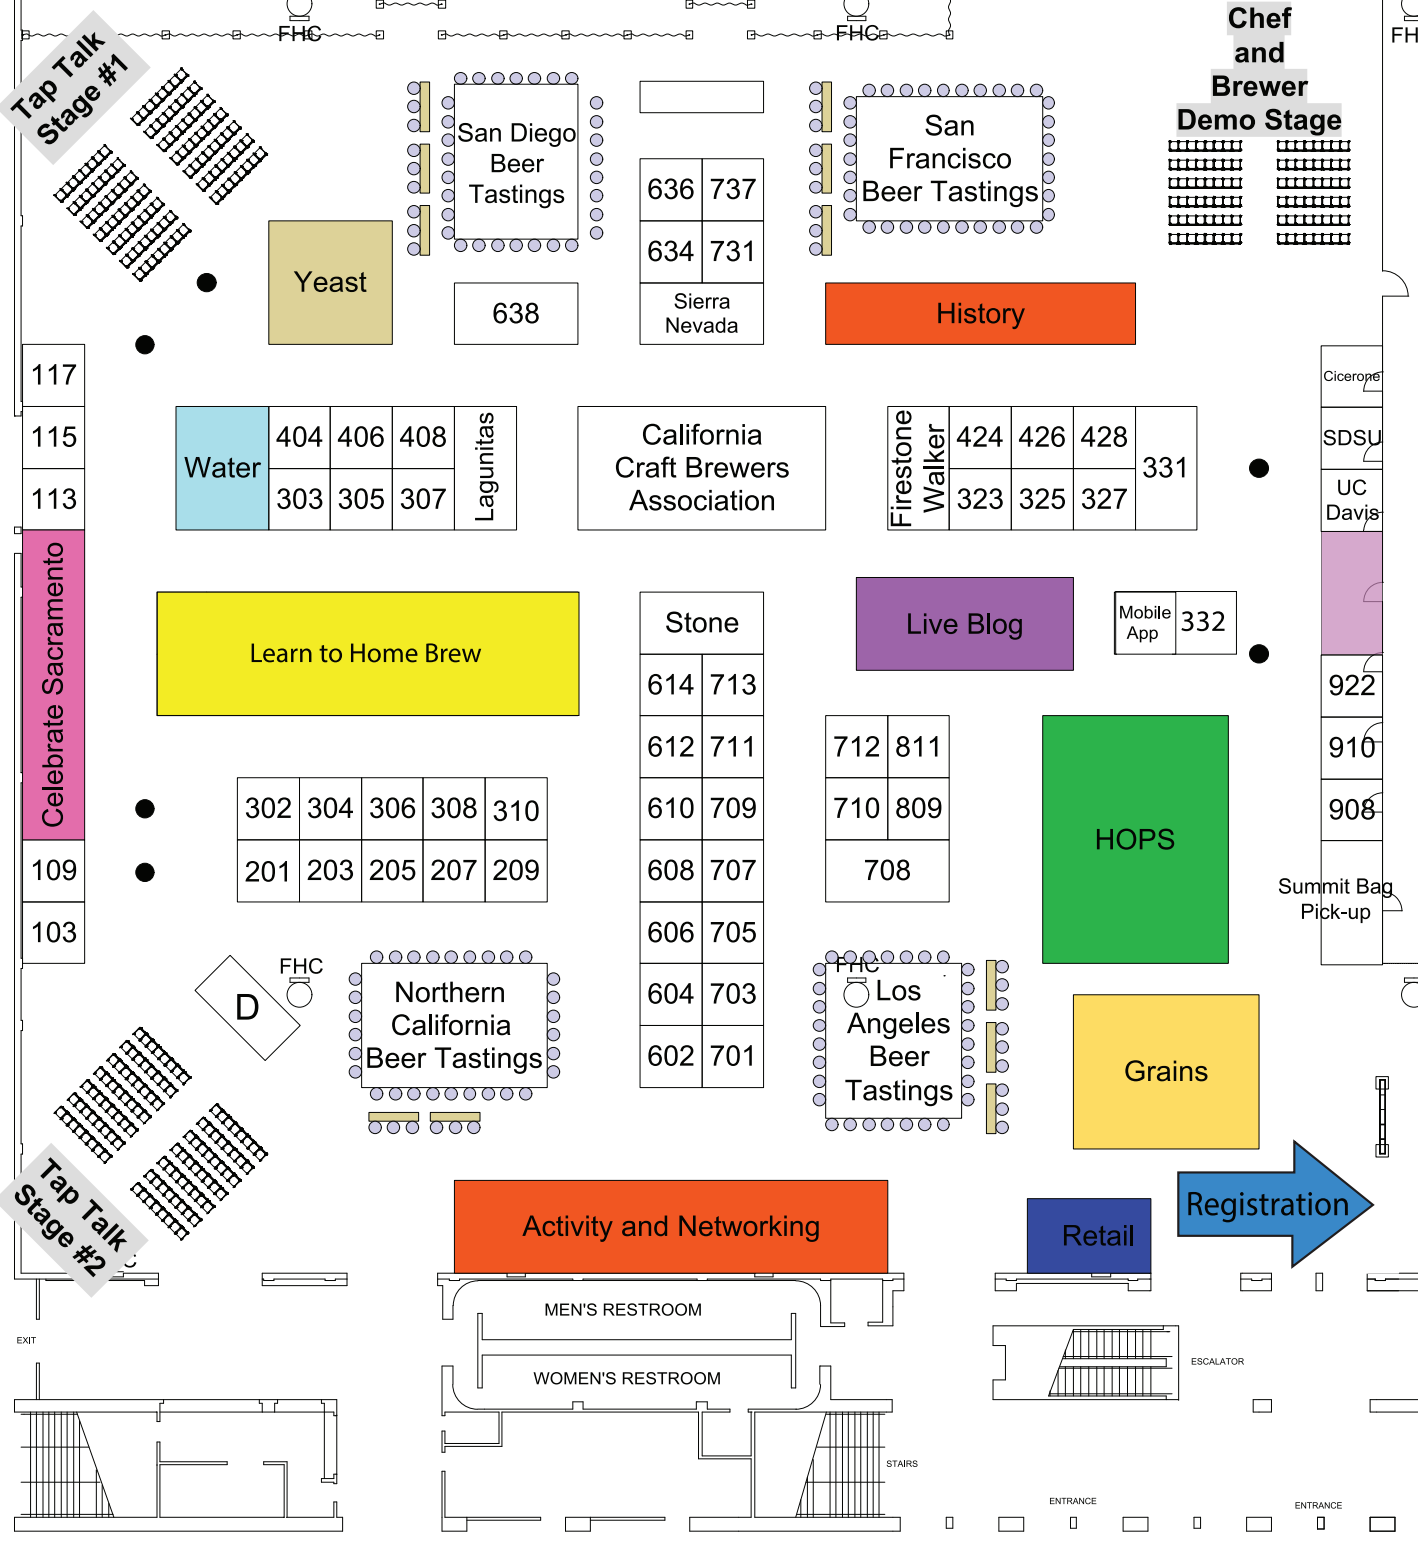 FHC
FHC
FH
Tap Talk
Stage #1
Chef
and
Brewer
Demo Stage
San Diego
Beer
Tastings
San
Francisco
Beer Tastings
636
737
634
731
Sierra
Nevada
Yeast
638
History
117
115
113
Celebrate Sacramento
109
103
Water
404
406
408
303
305
307
Lagunitas
California
Craft Brewers
Association
Firestone
Walker
424
426
428
323
325
327
331
Cicerone
SDSU
UC
Davis
Learn to Home Brew
Stone
Live Blog
Mobile
App
332
614
713
612
711
610
709
608
707
606
705
604
703
602
701
712
811
710
809
708
HOPS
922
910
908
Summit Bag
Pick-up
302
304
306
308
310
201
203
205
207
209
FHC
D
Northern
California
Beer Tastings
FHC
Los
Angeles
Beer
Tastings
Grains
Tap Talk
Stage #2
C
Activity and Networking
Retail
Registration
MEN'S RESTROOM
WOMEN'S RESTROOM
EXIT
ESCALATOR
STAIRS
ENTRANCE
ENTRANCE